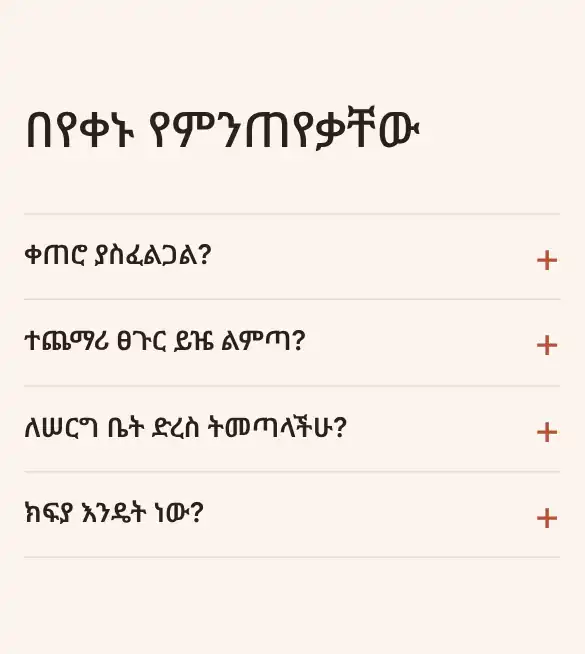 በየቀኑ የምንጠየቃቸው
ቀጠሮ ያስፈልጋል?
ተጨማሪ ፀጉር ይዤ ልምጣ?
ለሠርግ ቤት ድረስ ትመጣላችሁ?
ክፍያ እንዴት ነው?